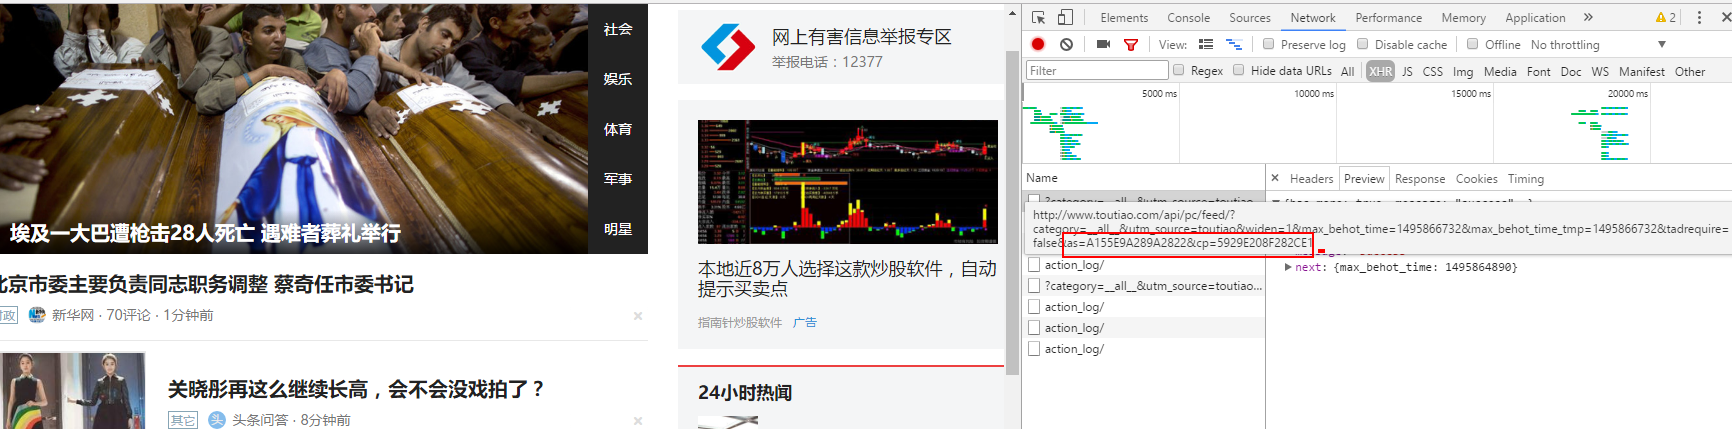 社会
娱乐
体育
军事
明星
埃及一大巴遭枪击28人死亡 遇难者葬礼举行
北京市委主要负责同志职务调整 蔡奇任市委书记
时政 新华网 · 70评论 · 1分钟前 ×
关晓彤再这么继续长高，会不会没戏拍了？
其它 头 头条问答 · 8分钟前 ×
网上有害信息举报专区
举报电话：12377
本地近8万人选择这款炒股软件，自动
提示买卖点
指南针炒股软件 广告
24小时热闻
Elements Console Sources Network Performance Memory Application » 2
View: Preserve log Disable cache Offline No throttling
Filter Regex Hide data URLs All XHR JS CSS Img Media Font Doc WS Manifest Other
5000 ms 10000 ms 15000 ms 20000 ms
Name
× Headers Preview Response Cookies Timing
http://www.toutiao.com/api/pc/feed/?
category=__all__&utm_source=toutiao&widen=1&max_behot_time=1495866732&max_behot_time_tmp=1495866732&tadrequire=
false&as=A155E9A289A2822&cp=5929E208F282CE1
action_log/
next: {max_behot_time: 1495864890}
?category=__all__&utm_source=toutiao...
action_log/
action_log/
action_log/